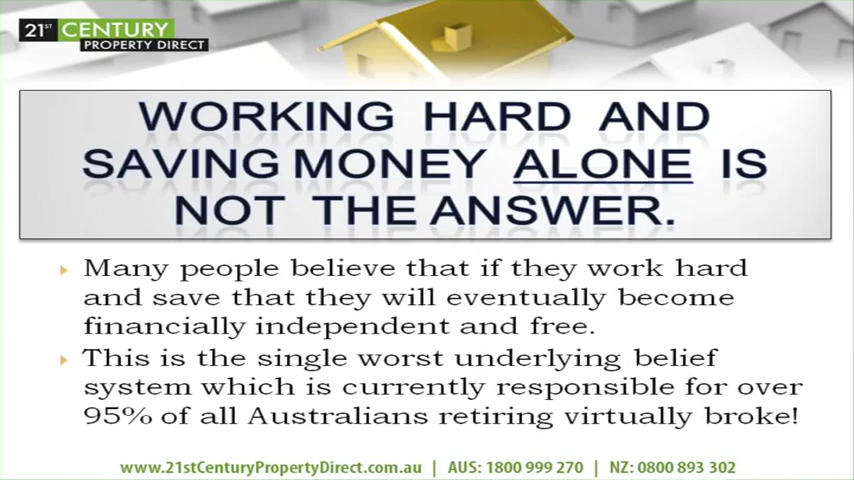 21ST CENTURY
PROPERTY DIRECT
WORKING HARD AND
SAVING MONEY ALONE IS
NOT THE ANSWER.
Many people believe that if they work hard
and save that they will eventually become
financially independent and free.
This is the single worst underlying belief
system which is currently responsible for over
95% of all Australians retiring virtually broke!
www.21stCenturyPropertyDirect.com.au | AUS: 1800 999 270 | NZ: 0800 893 302